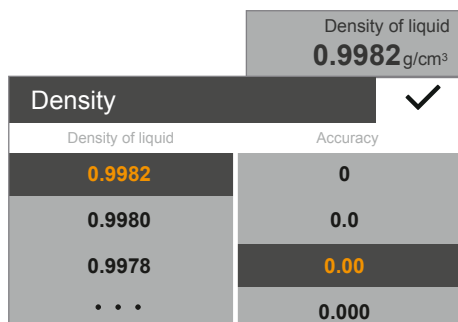 Density of liquid
0.9982 g/cm³
Density
Density of liquid Accuracy
0.9982 0
0.9980 0.0
0.9978 0.00
• • • 0.000